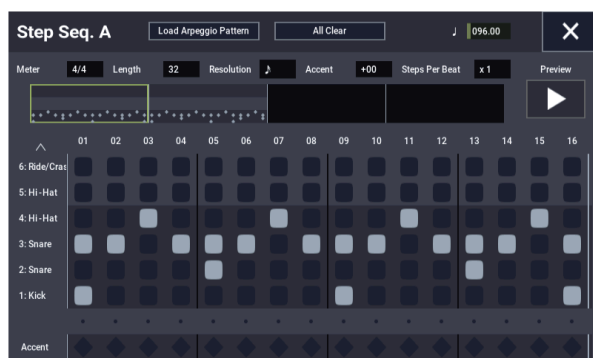 Step Seq. A Load Arpeggio Pattern All Clear ♩ 096.00
Meter 4/4 Length 32 Resolution ♪ Accent +00 Steps Per Beat x 1 Preview
01 02 03 04 05 06 07 08 09 10 11 12 13 14 15 16
6: Ride/Cras
5: Hi-Hat
4: Hi-Hat
3: Snare
2: Snare
1: Kick
Accent